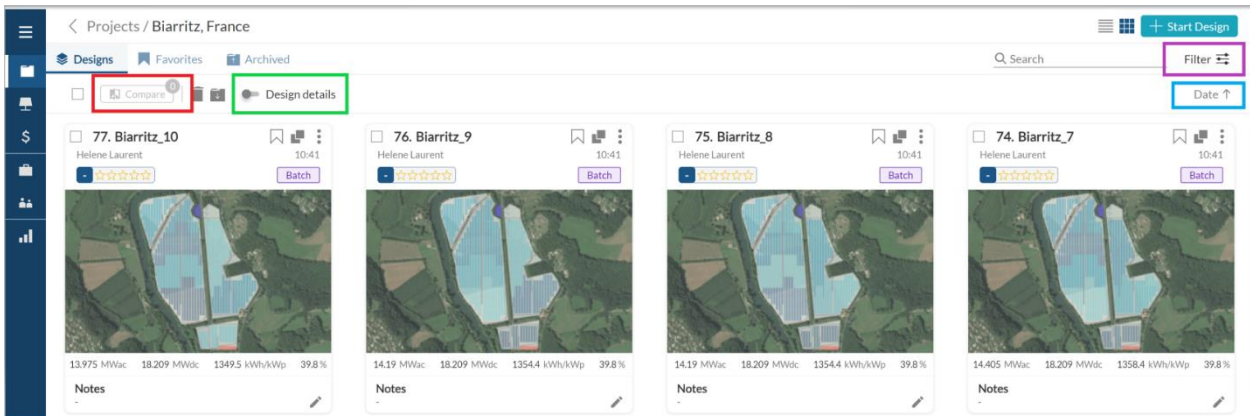 Projects / Biarritz, France
+ Start Design
Designs Favorites Archived
Search Filter
Compare 0 Design details Date ↑
77. Biarritz_10
Helene Laurent 10:41
- Batch
13.975 MWac 18.209 MWdc 1349.5 kWh/kWp 39.8 %
Notes
-
76. Biarritz_9
Helene Laurent 10:41
- Batch
14.19 MWac 18.209 MWdc 1354.4 kWh/kWp 39.8 %
Notes
-
75. Biarritz_8
Helene Laurent 10:41
- Batch
14.19 MWac 18.209 MWdc 1354.4 kWh/kWp 39.8 %
Notes
-
74. Biarritz_7
Helene Laurent 10:41
- Batch
14.405 MWac 18.209 MWdc 1358.4 kWh/kWp 39.8 %
Notes
-